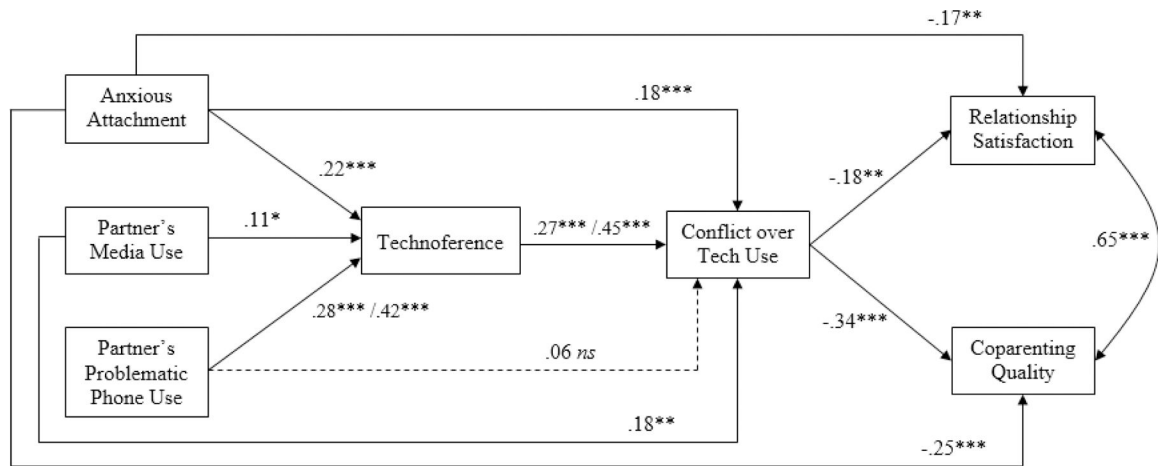 -.17**
Anxious
Attachment
.18***
Relationship
Satisfaction
.22***
-.18**
Partner's
Media Use
.11*
Technoference
.27*** /.45***
Conflict over
Tech Use
.65***
.28*** /.42***
-.34***
Partner's
Problematic
Phone Use
.06 ns
Coparenting
Quality
.18**
-.25***